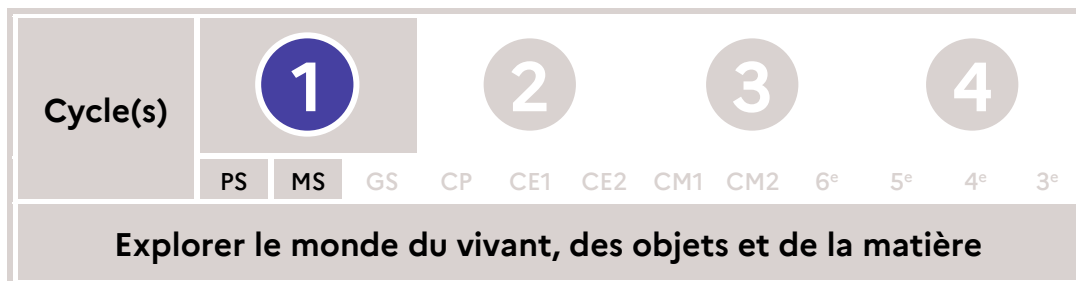 Cycle(s) 1 2 3 4
PS MS GS CP CE1 CE2 CM1 CM2 6e 5e 4e 3e
Explorer le monde du vivant, des objets et de la matière